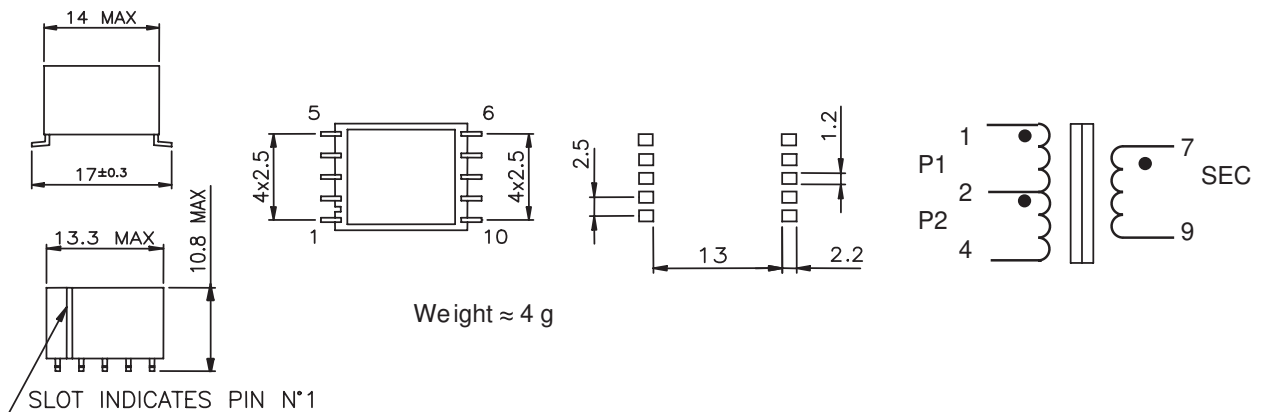 14 MAX
17±0.3
13.3 MAX
10.8 MAX
SLOT INDICATES PIN N°1
5
6
4x2.5
4x2.5
1
10
Weight ≈ 4 g
2.5
1.2
13
2.2
1
P1
2
P2
4
7
SEC
9